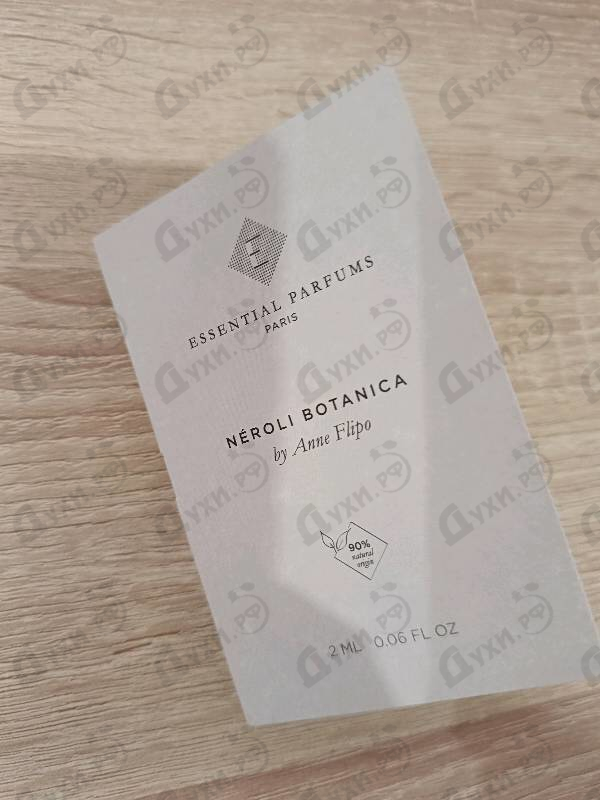 ESSENTIAL PARFUMS
PARIS
NÉROLI BOTANICA
by Anne Flipo
90%
natural
origin
2 ML 0.06 FL OZ
Духи.рф